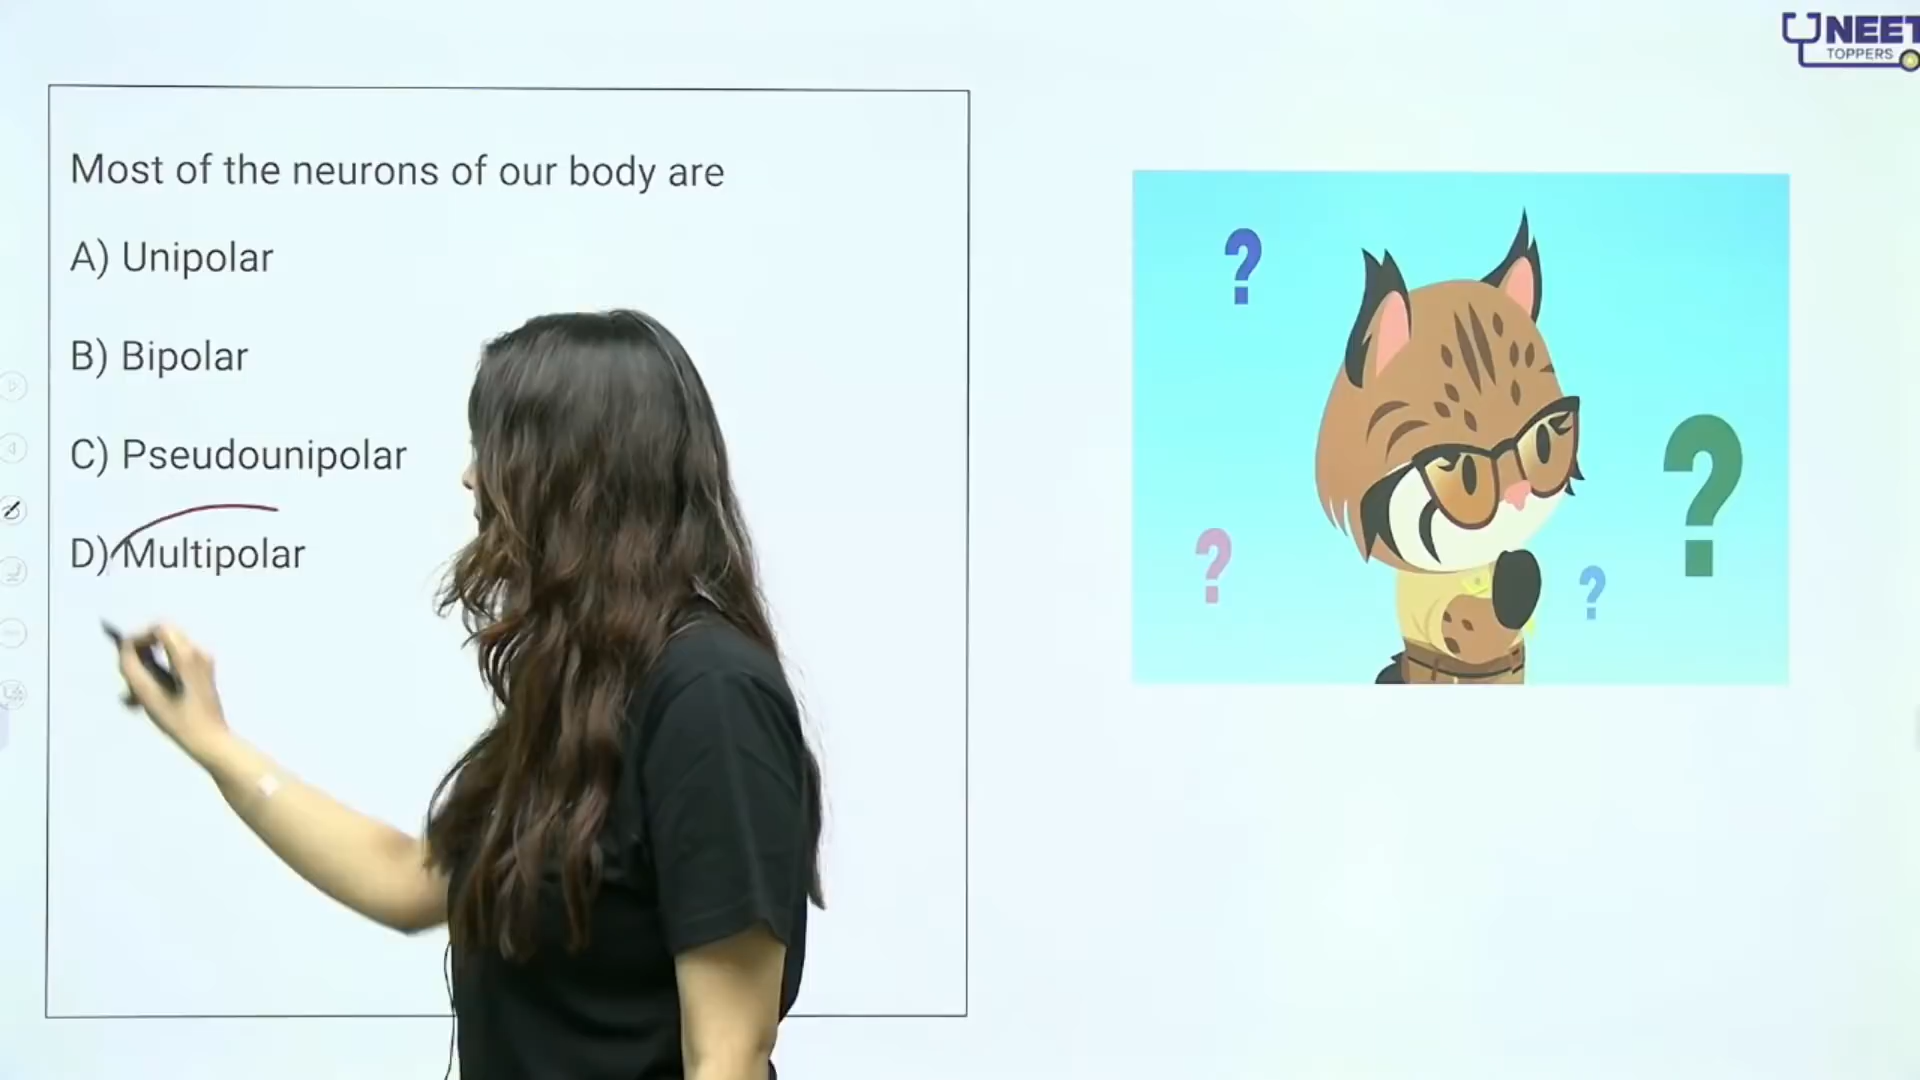 NEET
TOPPERS
Most of the neurons of our body are
A) Unipolar
B) Bipolar
C) Pseudounipolar
D) Multipolar
?
?
?
?